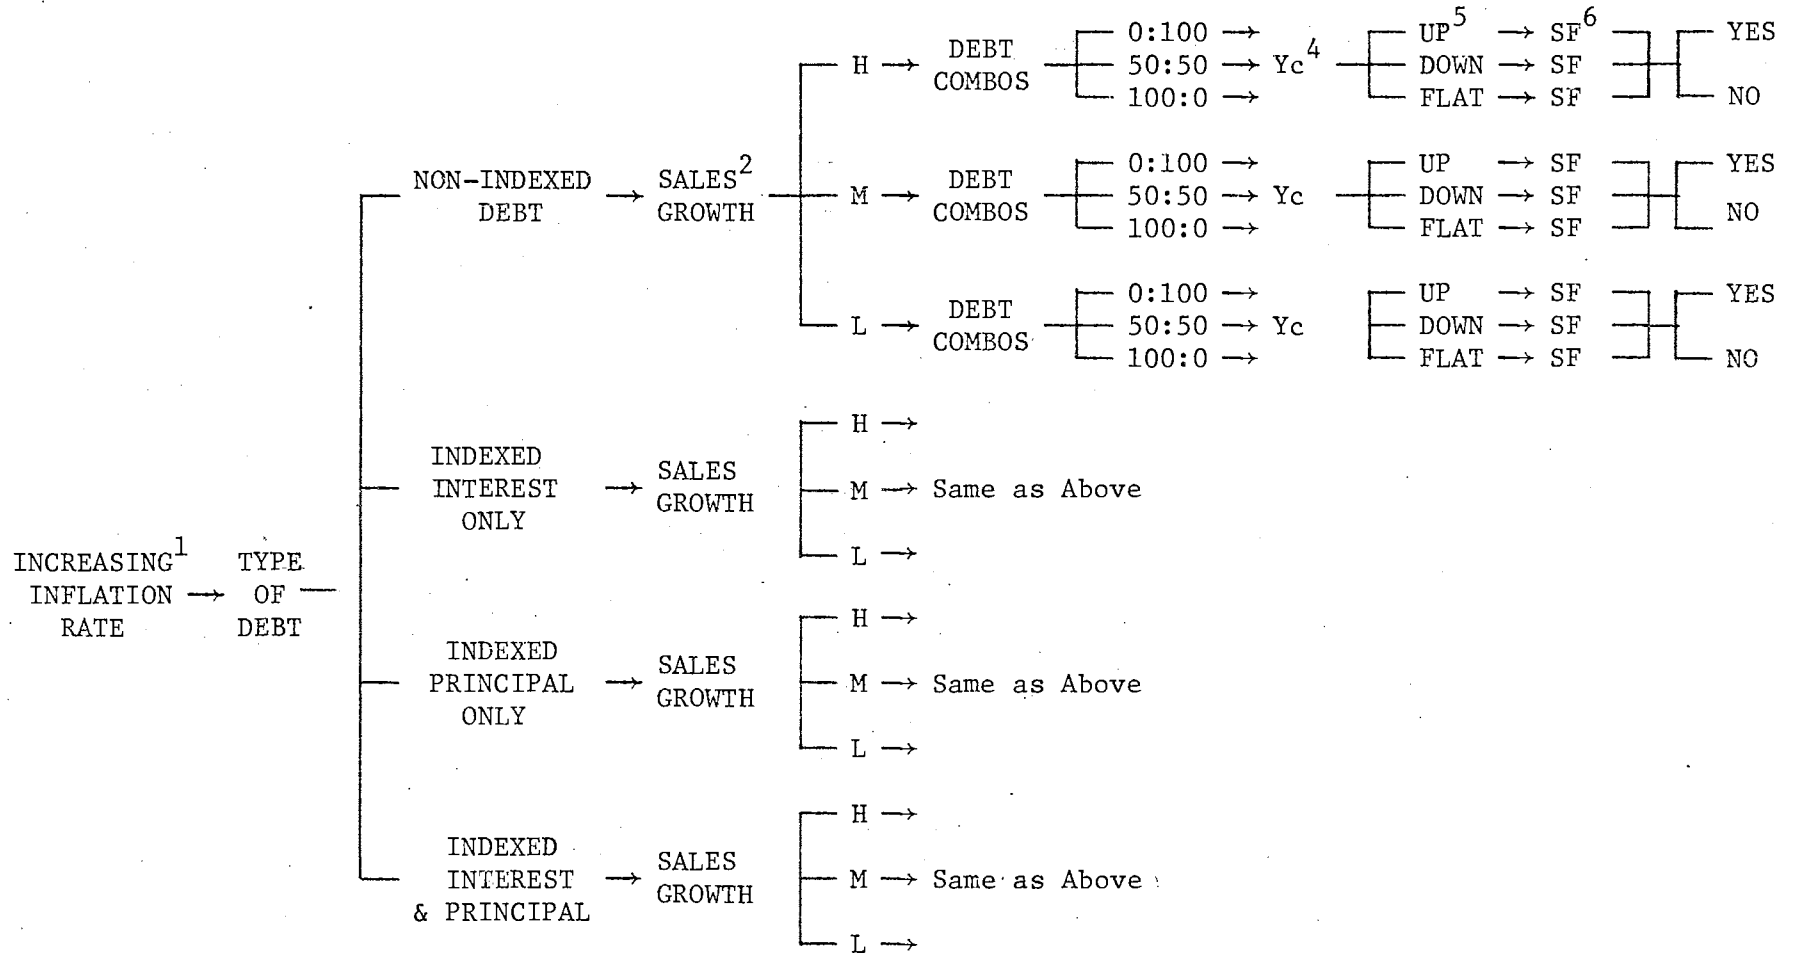 INCREASING1
INFLATION
RATE
→
TYPE
OF
DEBT
NON-INDEXED
DEBT
→
SALES2
GROWTH
H →
DEBT
COMBOS
0:100 →
50:50 → Yc4
100:0 →
UP5 → SF6
DOWN → SF
FLAT → SF
YES
NO
M →
DEBT
COMBOS
0:100 →
50:50 → Yc
100:0 →
UP → SF
DOWN → SF
FLAT → SF
YES
NO
L →
DEBT
COMBOS
0:100 →
50:50 → Yc
100:0 →
UP → SF
DOWN → SF
FLAT → SF
YES
NO
INDEXED
INTEREST
ONLY
→
SALES
GROWTH
H →
M → Same as Above
L →
INDEXED
PRINCIPAL
ONLY
→
SALES
GROWTH
H →
M → Same as Above
L →
INDEXED
INTEREST
& PRINCIPAL
→
SALES
GROWTH
H →
M → Same as Above
L →